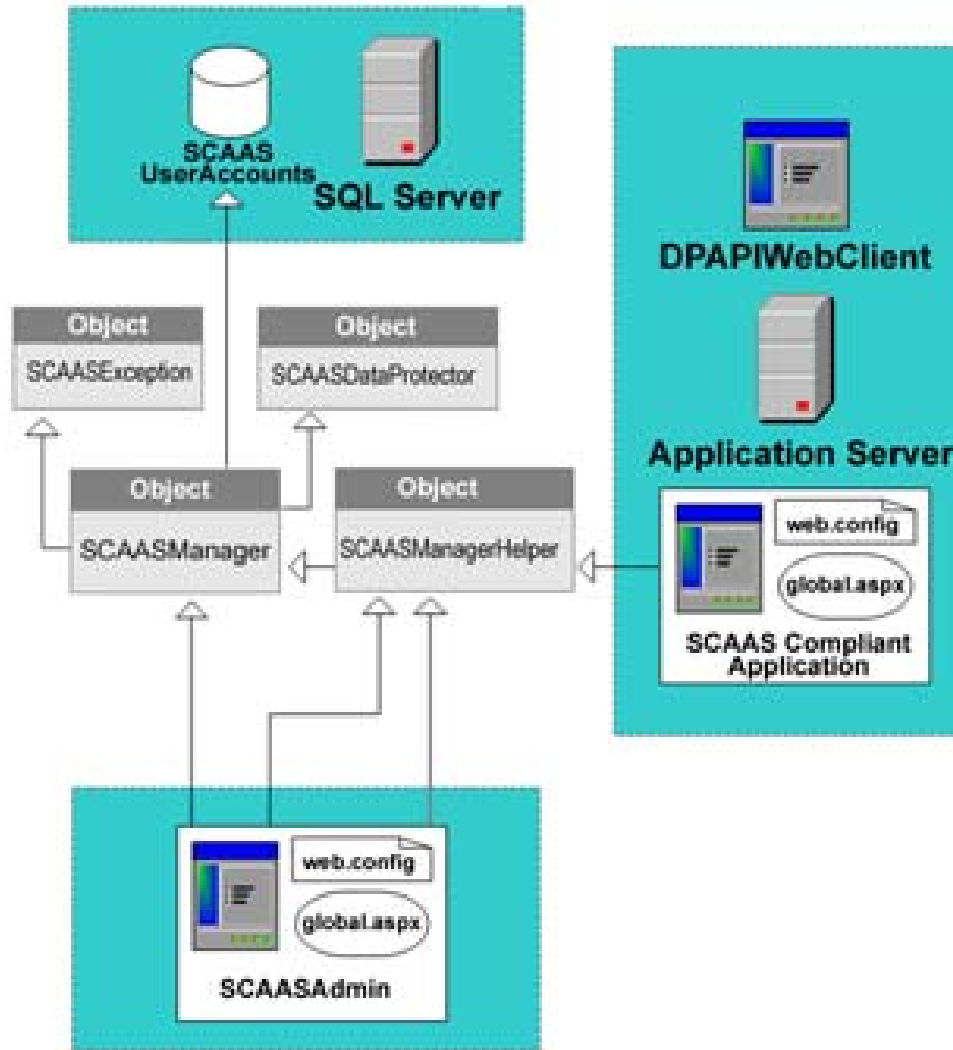 SCAAS
UserAccounts
SQL Server
DPAPIWebClient
Application Server
Object
SCAASException
Object
SCAASDataProtector
Object
SCAASManager
Object
SCAASManagerHelper
web.config
global.aspx
SCAAS Compliant
Application
web.config
global.aspx
SCAASAdmin